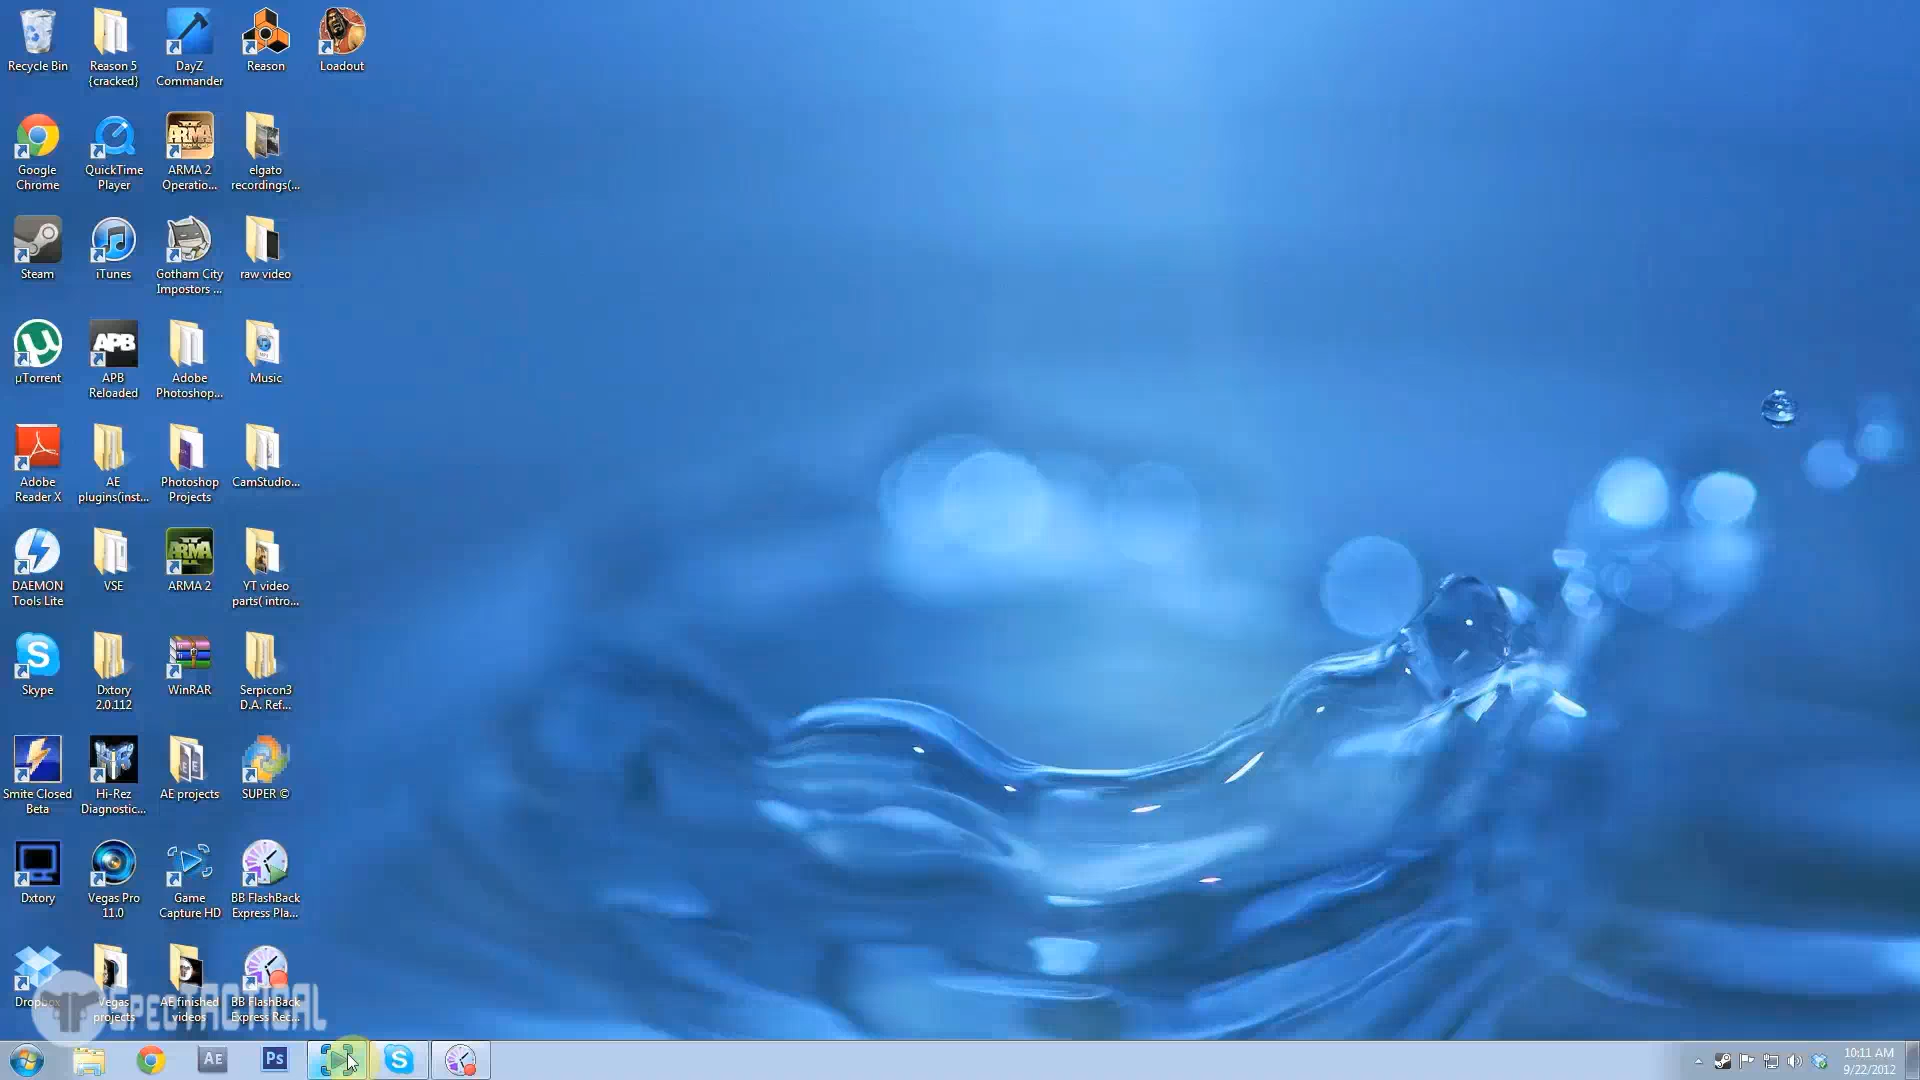 Recycle Bin
Reason 5
{cracked}
DayZ
Commander
Reason
Loadout
Google
Chrome
QuickTime
Player
ARMA 2
Operatio...
elgato
recordings(...
Steam
iTunes
Gotham City
Impostors ...
raw video
µTorrent
APB
Reloaded
Adobe
Photoshop...
Music
Adobe
Reader X
AE
plugins(inst...
Photoshop
Projects
CamStudio...
DAEMON
Tools Lite
VSE
ARMA 2
YT video
parts( intro...
Skype
Dxtory
2.0.112
WinRAR
Serpicon3
D.A. Ref...
Smite Closed
Beta
Hi-Rez
Diagnostic...
AE projects
SUPER ©
Dxtory
Vegas Pro
11.0
Game
Capture HD
BB FlashBack
Express Pla...
Dropbox
Vegas
projects
AE finished
videos
BB FlashBack
Express Rec...
SpecTactical
AE
Ps
10:11 AM
9/22/2012